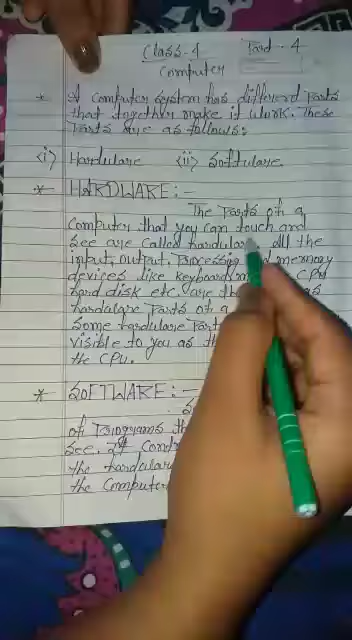 Class-4 Part-4
Computer
* A Computer system has different Parts
that together make it work. These
Parts are as follows:
(i) Hardware (ii) Software
* HARDWARE:-
The Parts of a
Computer that you can touch and
see are called hardware. All the
input, output, Processing and memory
devices like keyboard, CPU
hard disk etc. are as
hardware Parts of a
Some hardware Part
visible to you as
the CPU.
* SOFTWARE:-
of Programs
see. It
the hardware
the Computer